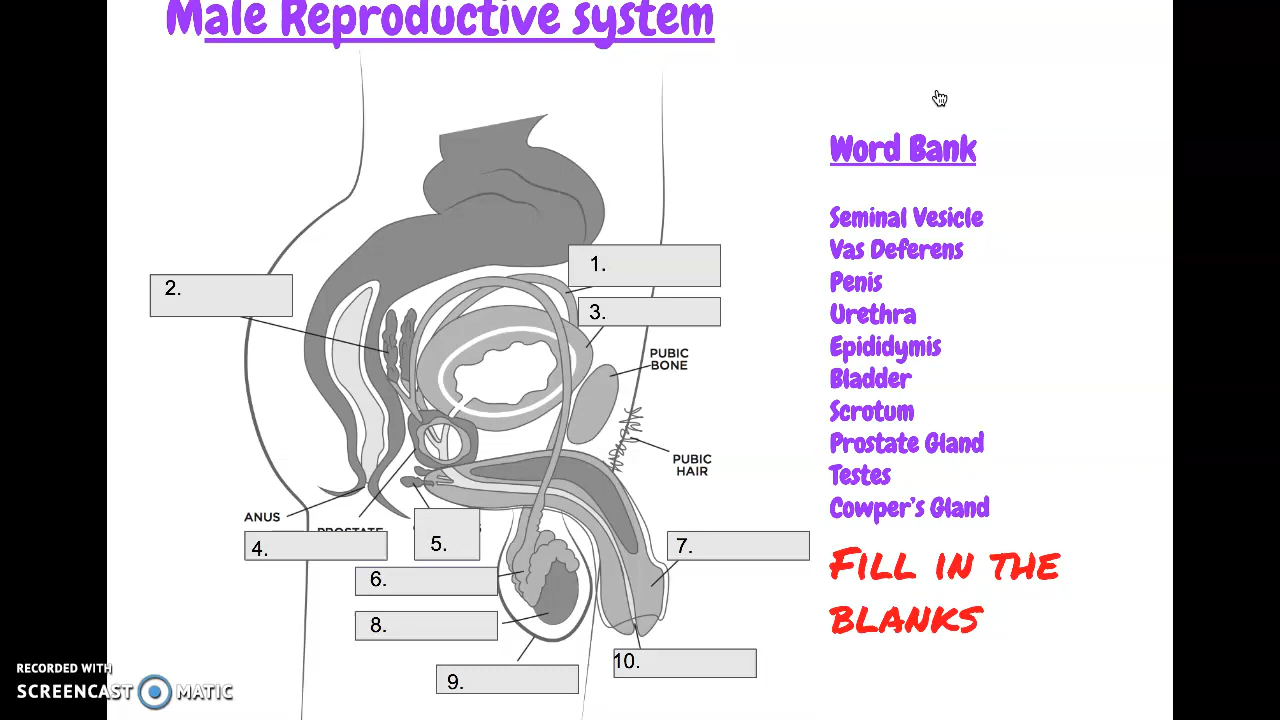 Male Reproductive system
Word Bank
Seminal Vesicle
Vas Deferens
Penis
Urethra
Epididymis
Bladder
Scrotum
Prostate Gland
Testes
Cowper's Gland
FILL IN THE
BLANKS
1.
2.
3.
PUBIC
BONE
PUBIC
HAIR
ANUS
PROSTATE
4.
5.
6.
7.
8.
9.
10.
RECORDED WITH
SCREENCAST MATIC